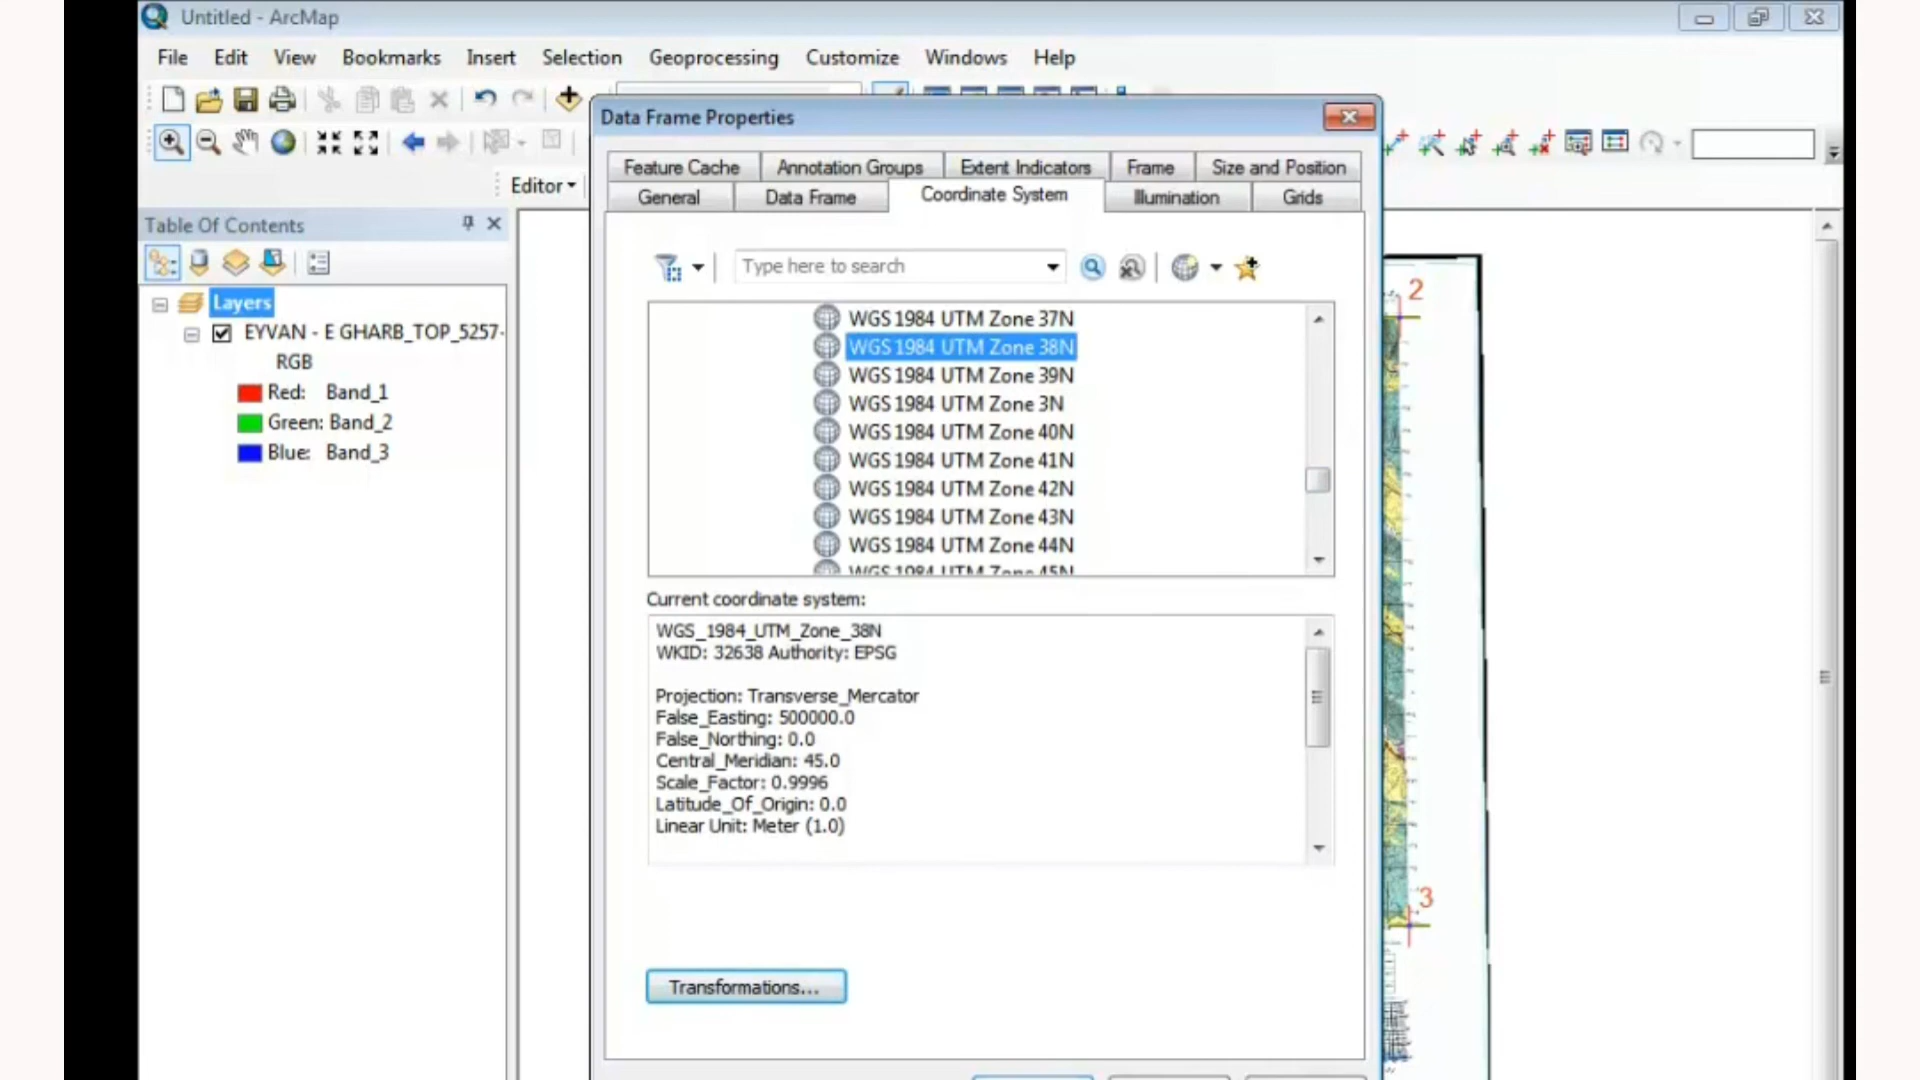 Untitled - ArcMap
File Edit View Bookmarks Insert Selection Geoprocessing Customize Windows Help
Editor
Data Frame Properties
Feature Cache Annotation Groups Extent Indicators Frame Size and Position
General Data Frame Coordinate System Illumination Grids
Type here to search
Table Of Contents
Layers
EYVAN - E GHARB_TOP_5257-
RGB
Red: Band_1
Green: Band_2
Blue: Band_3
WGS 1984 UTM Zone 37N
WGS 1984 UTM Zone 38N
WGS 1984 UTM Zone 39N
WGS 1984 UTM Zone 3N
WGS 1984 UTM Zone 40N
WGS 1984 UTM Zone 41N
WGS 1984 UTM Zone 42N
WGS 1984 UTM Zone 43N
WGS 1984 UTM Zone 44N
WGS 1984 UTM Zone 45N
Current coordinate system:
WGS_1984_UTM_Zone_38N
WKID: 32638 Authority: EPSG
Projection: Transverse_Mercator
False_Easting: 500000.0
False_Northing: 0.0
Central_Meridian: 45.0
Scale_Factor: 0.9996
Latitude_Of_Origin: 0.0
Linear Unit: Meter (1.0)
Transformations...
2
3